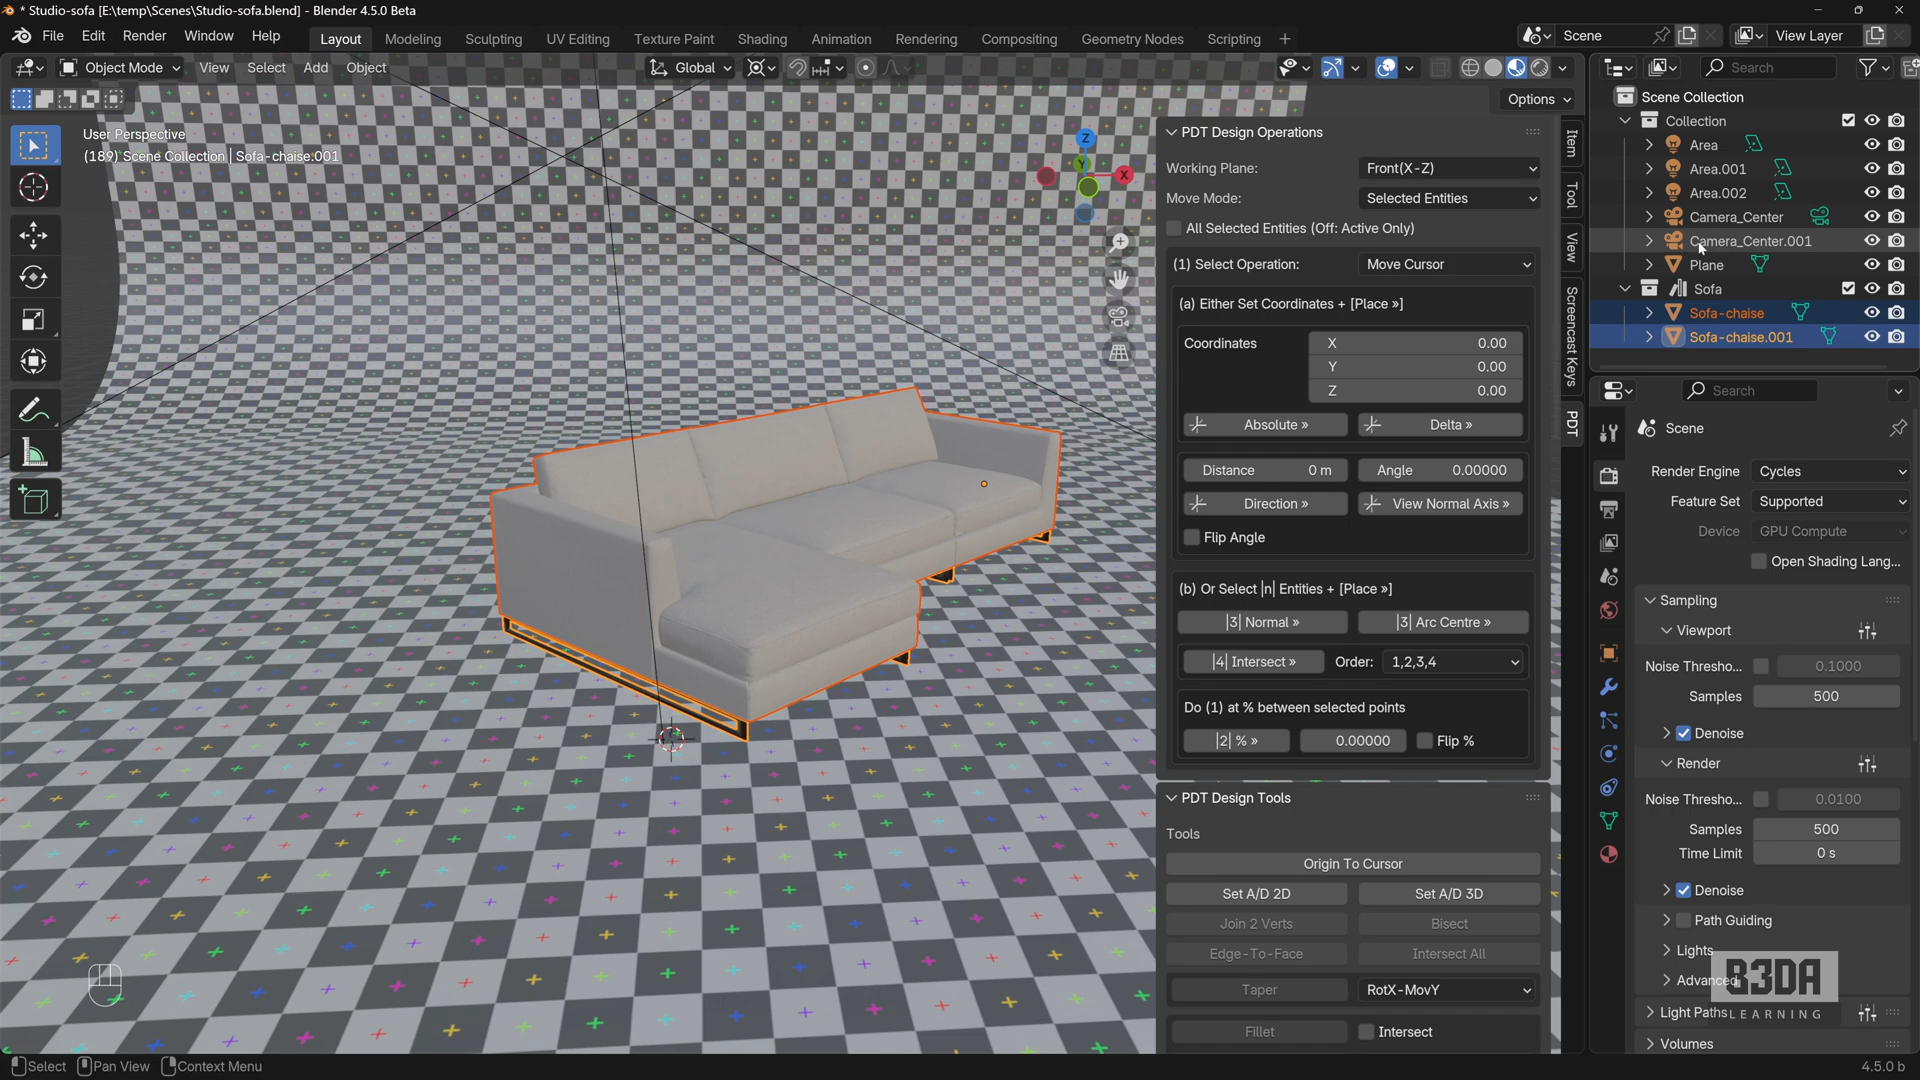 * Studio-sofa [E:\temp\Scenes\Studio-sofa.blend] - Blender 4.5.0 Beta
File Edit Render Window Help
Layout Modeling Sculpting UV Editing Texture Paint Shading Animation Rendering Compositing Geometry Nodes Scripting +
Scene
View Layer
Object Mode View Select Add Object
Global
Search
Options
User Perspective
(189) Scene Collection | Sofa-chaise.001
Z
Y
X
PDT Design Operations
Working Plane: Front(X-Z)
Move Mode: Selected Entities
All Selected Entities (Off: Active Only)
(1) Select Operation: Move Cursor
(a) Either Set Coordinates + [Place »]
Coordinates X 0.00
Y 0.00
Z 0.00
Absolute » Delta »
Distance 0 m Angle 0.00000
Direction » View Normal Axis »
Flip Angle
(b) Or Select |n| Entities + [Place »]
|3| Normal » |3| Arc Centre »
|4| Intersect » Order: 1,2,3,4
Do (1) at % between selected points
|2| % » 0.00000 Flip %
PDT Design Tools
Tools
Origin To Cursor
Set A/D 2D Set A/D 3D
Join 2 Verts Bisect
Edge-To-Face Intersect All
Taper RotX-MovY
Fillet Intersect
Item
Tool
View
Screencast Keys
PDT
Scene Collection
Collection
Area
Area.001
Area.002
Camera_Center
Camera_Center.001
Plane
Sofa
Sofa-chaise
Sofa-chaise.001
Search
Scene
Render Engine Cycles
Feature Set Supported
Device GPU Compute
Open Shading Lang...
Sampling
Viewport
Noise Thresho... 0.1000
Samples 500
Denoise
Render
Noise Thresho... 0.0100
Samples 500
Time Limit 0 s
Denoise
Path Guiding
Lights
Advanced
Light Paths
Volumes
B3DA
LEARNING
Select Pan View Context Menu
4.5.0 b